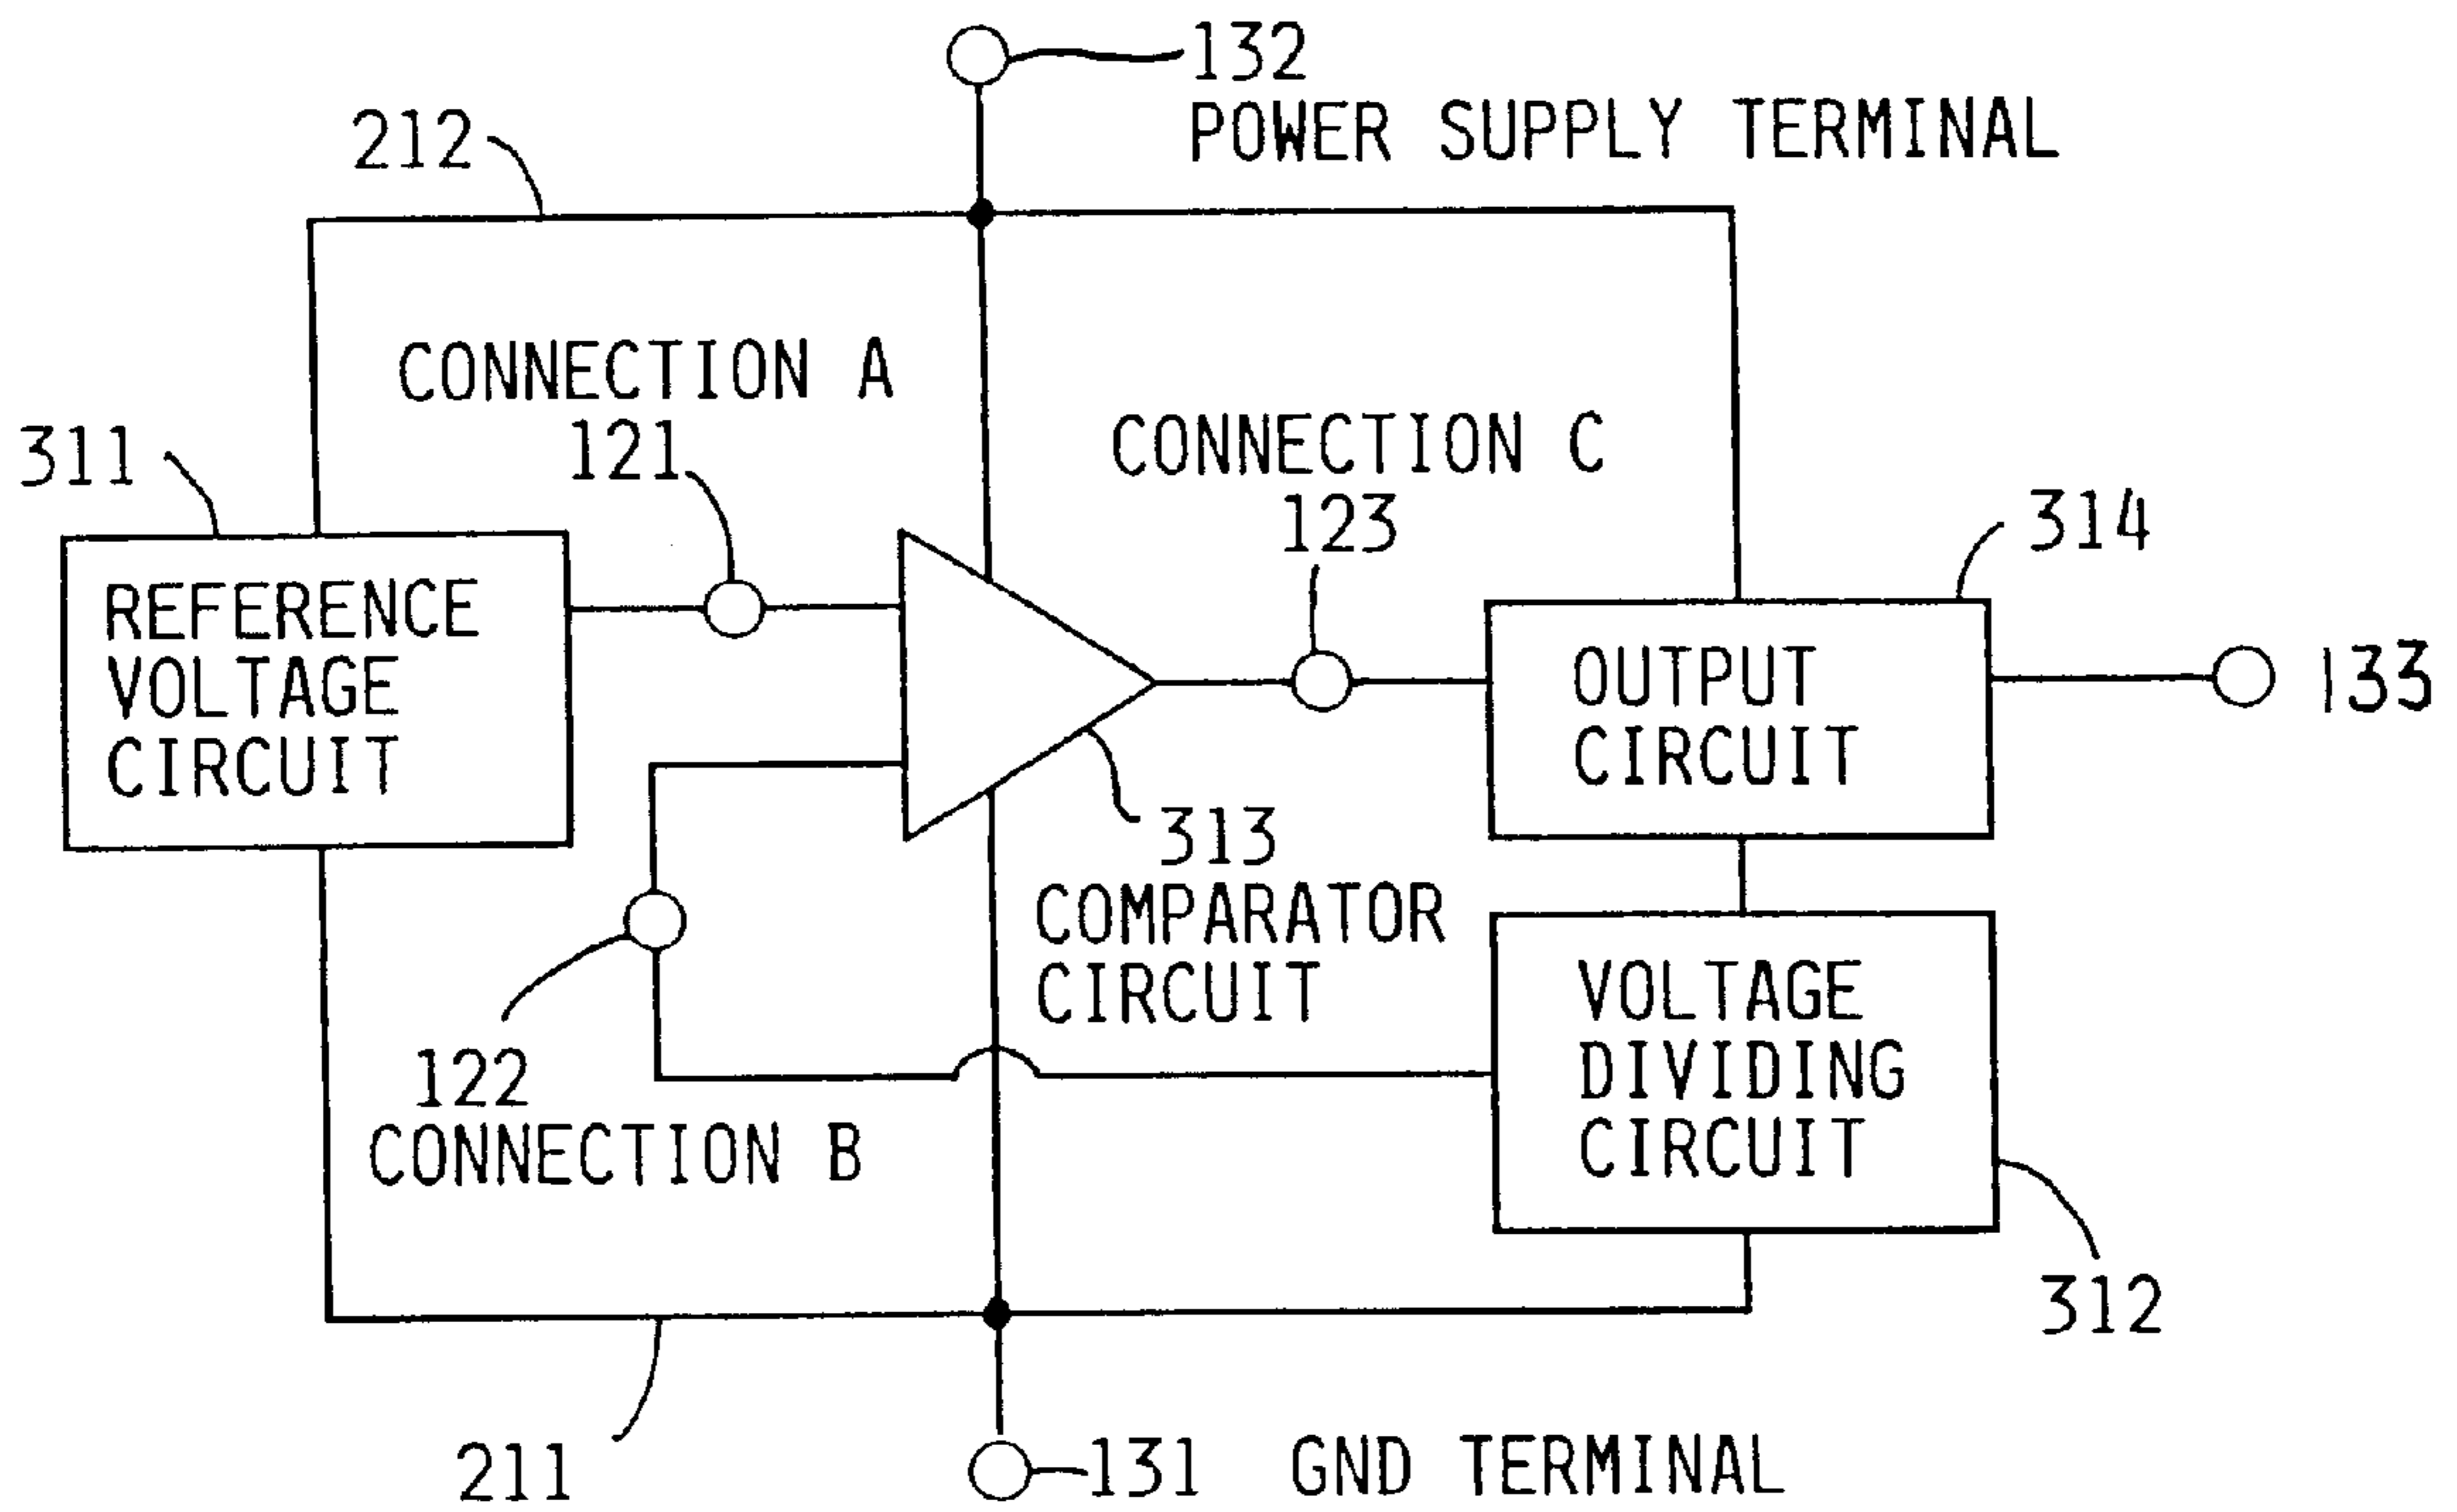 132
POWER SUPPLY TERMINAL
212
CONNECTION A
121
311
CONNECTION C
123
314
REFERENCE
VOLTAGE
CIRCUIT
OUTPUT
CIRCUIT
133
313
COMPARATOR
CIRCUIT
VOLTAGE
DIVIDING
CIRCUIT
122
CONNECTION B
312
211
131 GND TERMINAL